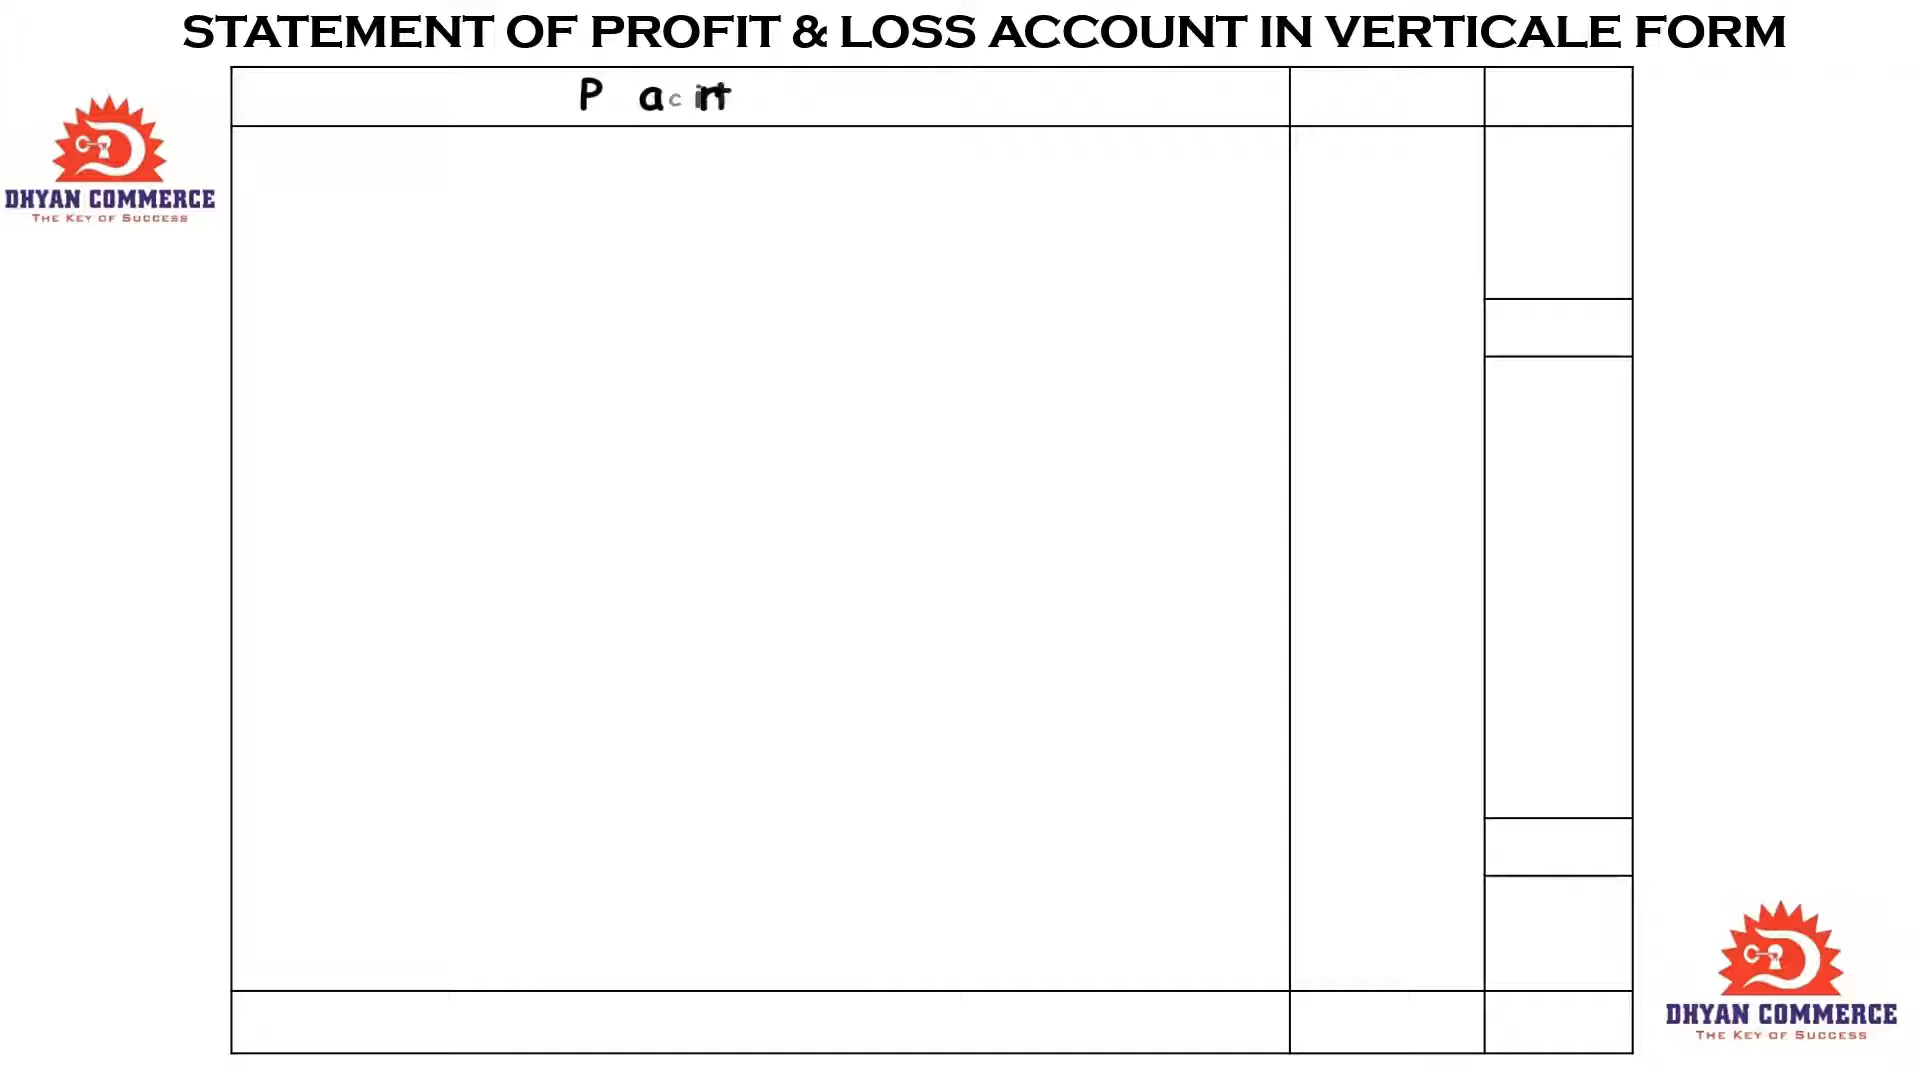 STATEMENT OF PROFIT & LOSS ACCOUNT IN VERTICALE FORM
DHYAN COMMERCE
THE KEY OF SUCCESS
DHYAN COMMERCE
THE KEY OF SUCCESS